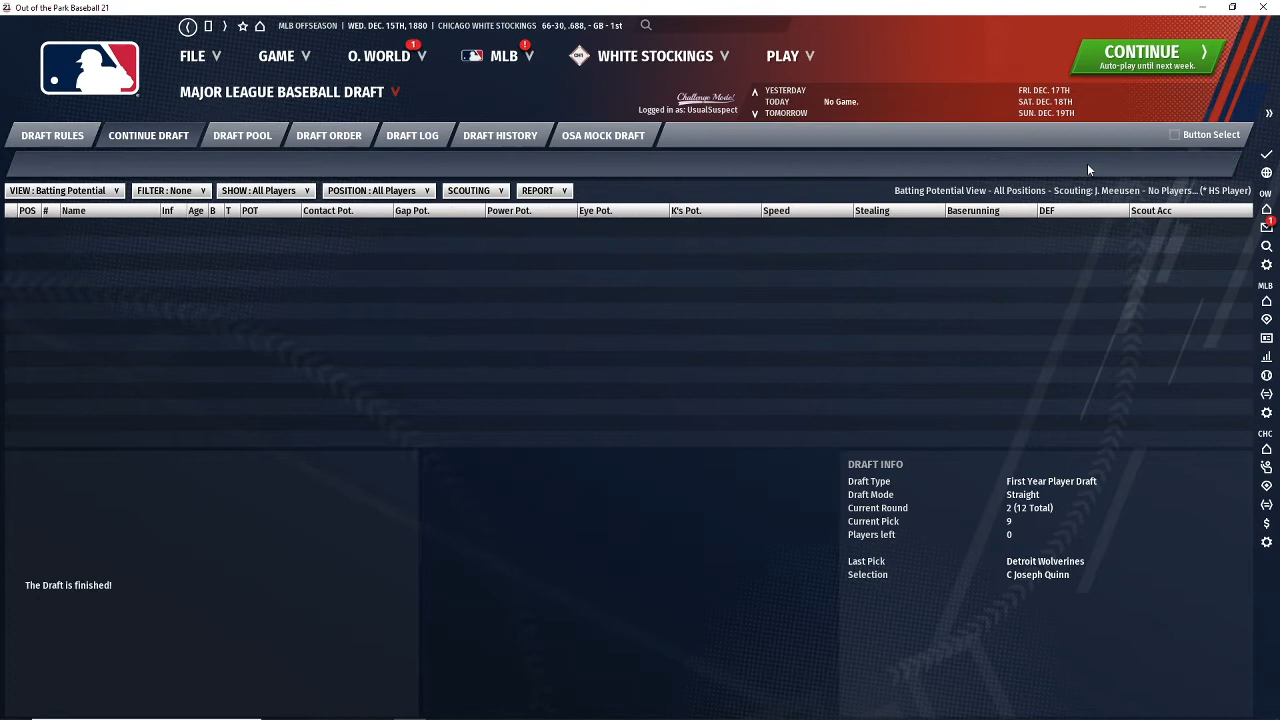 Out of the Park Baseball 21
MLB OFFSEASON | WED. DEC. 15TH, 1880 | CHICAGO WHITE STOCKINGS 66-30, .688, - GB - 1st
FILE GAME O. WORLD 1 MLB ! CHI WHITE STOCKINGS PLAY
CONTINUE
Auto-play until next week.
MAJOR LEAGUE BASEBALL DRAFT
Challenge Mode!
Logged in as: UsualSuspect
YESTERDAY
TODAY No Game.
TOMORROW
FRI. DEC. 17TH
SAT. DEC. 18TH
SUN. DEC. 19TH
DRAFT RULES CONTINUE DRAFT DRAFT POOL DRAFT ORDER DRAFT LOG DRAFT HISTORY OSA MOCK DRAFT Button Select
VIEW: Batting Potential FILTER: None SHOW: All Players POSITION: All Players SCOUTING REPORT Batting Potential View - All Positions - Scouting: J. Meeusen - No Players... (* HS Player)
POS # Name Inf Age B T POT Contact Pot. Gap Pot. Power Pot. Eye Pot. K's Pot. Speed Stealing Baserunning DEF Scout Acc
OW
1
MLB
CHC
The Draft is finished!
DRAFT INFO
Draft Type First Year Player Draft
Draft Mode Straight
Current Round 2 (12 Total)
Current Pick 9
Players left 0
Last Pick Detroit Wolverines
Selection C Joseph Quinn